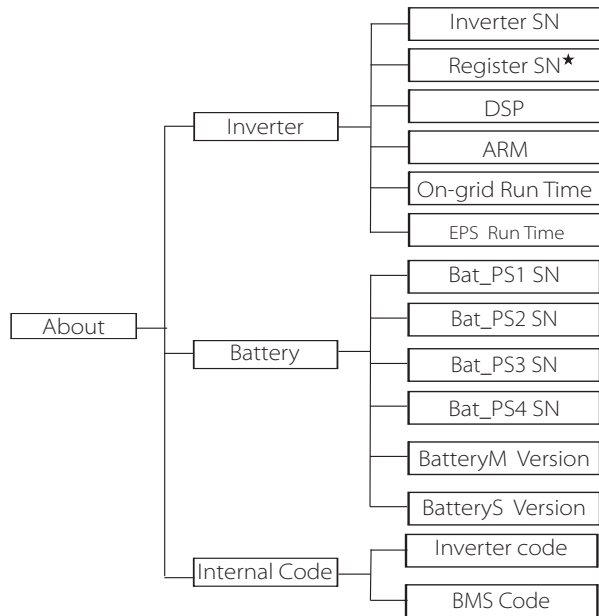 About
Inverter
Inverter SN
Register SN★
DSP
ARM
On-grid Run Time
EPS Run Time
Battery
Bat_PS1 SN
Bat_PS2 SN
Bat_PS3 SN
Bat_PS4 SN
BatteryM Version
BatteryS Version
Internal Code
Inverter code
BMS Code